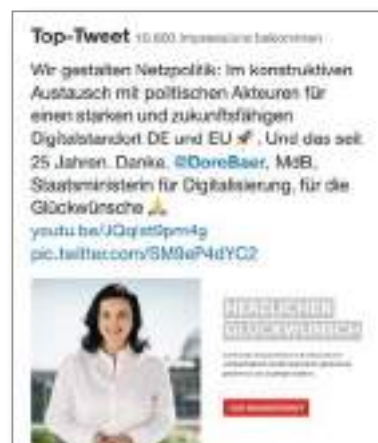 Top-Tweet bekommen
Wir gestalten Netzpolitik: Im konstruktiven
Austausch mit politischen Akteuren für
einen starken und zukunftsfähigen
Digitalstandort DE und EU 🚀. Und das seit
25 Jahren. Danke, @DoroBaer, MdB,
Staatsministerin für Digitalisierung, für die
Glückwünsche 🙏
pic.twitter.com/SM9eP4dYC2
HERZLICHEN